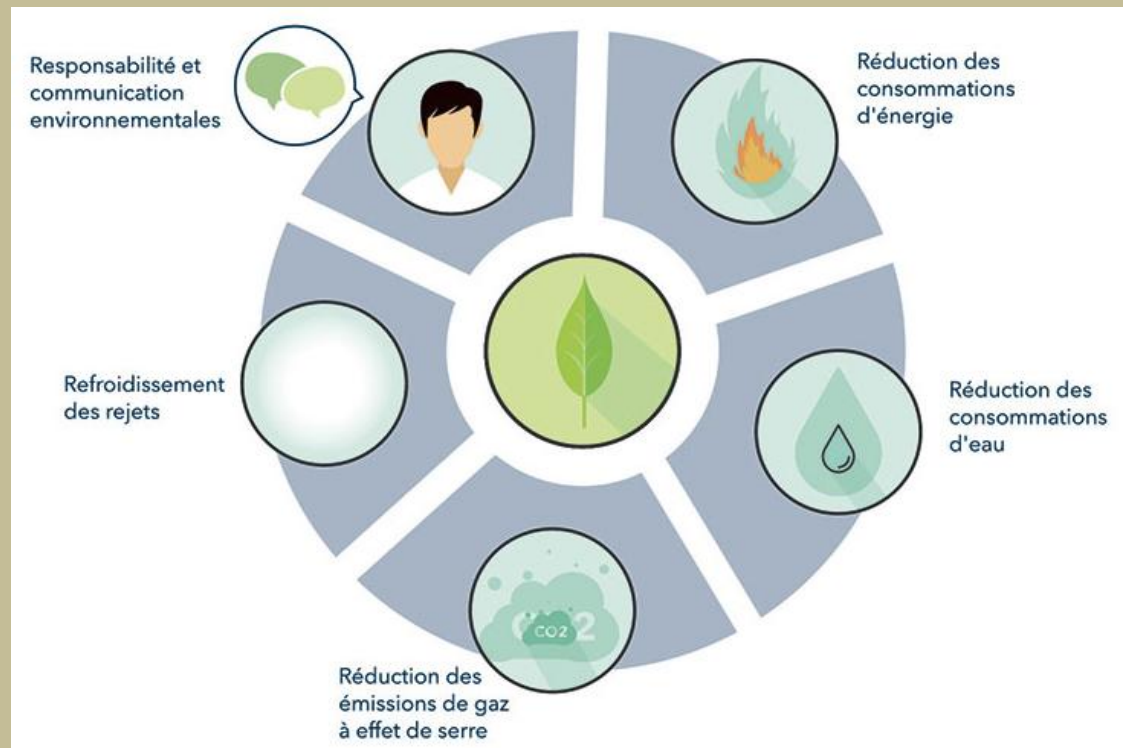 Responsabilité et
communication
environnementales
Réduction des
consommations
d'énergie
Refroidissement
des rejets
Réduction des
consommations
d'eau
CO2
CO2
Réduction des
émissions de gaz
à effet de serre